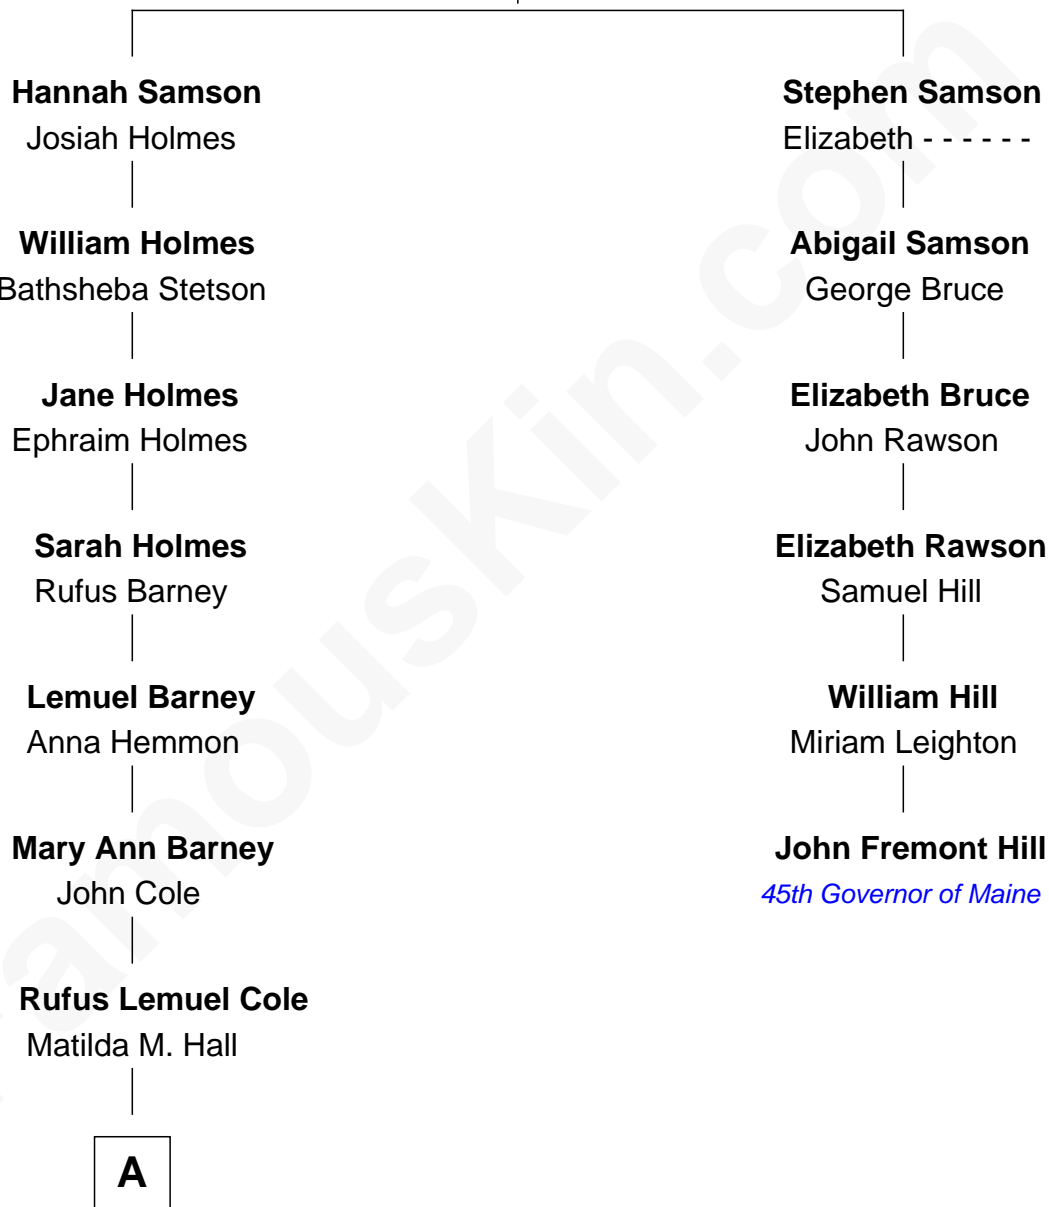 Hannah Samson
Josiah Holmes
Stephen Samson
Elizabeth - - - - - -
William Holmes
Bathsheba Stetson
Abigail Samson
George Bruce
Jane Holmes
Ephraim Holmes
Elizabeth Bruce
John Rawson
Sarah Holmes
Rufus Barney
Elizabeth Rawson
Samuel Hill
Lemuel Barney
Anna Hemmon
William Hill
Miriam Leighton
Mary Ann Barney
John Cole
John Fremont Hill
45th Governor of Maine
Rufus Lemuel Cole
Matilda M. Hall
A
FamousKin.com